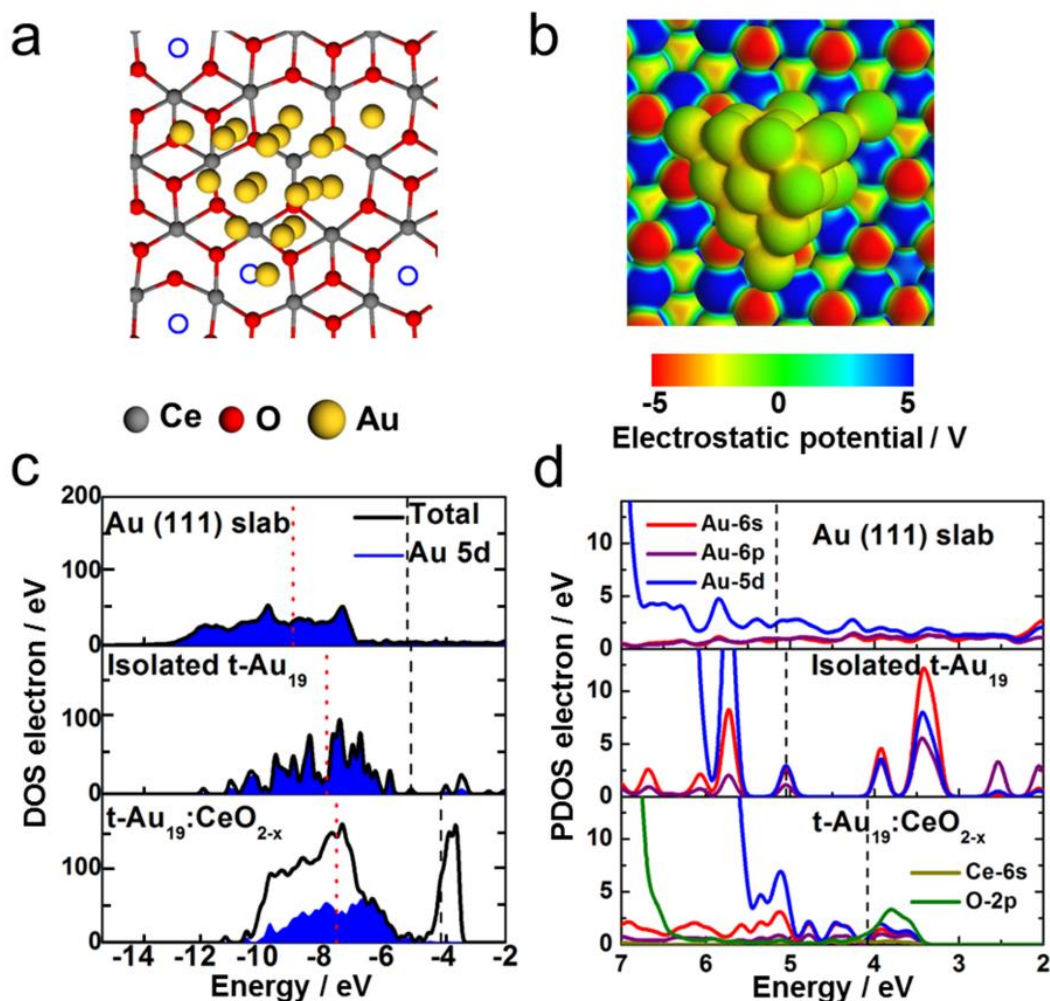 a
b
Ce O Au
-5 0 5
Electrostatic potential / V
c
d
DOS electron / eV
200
100
0
100
0
100
0
Au (111) slab
Total
Au 5d
Isolated t-Au₁₉
t-Au₁₉:CeO₂₋ₓ
-14 -12 -10 -8 -6 -4 -2
Energy / eV
PDOS electron / eV
10
5
0
10
5
0
10
5
0
Au-6s
Au-6p
Au-5d
Au (111) slab
Isolated t-Au₁₉
t-Au₁₉:CeO₂₋ₓ
Ce-6s
O-2p
7 6 5 4 3 2
Energy / eV